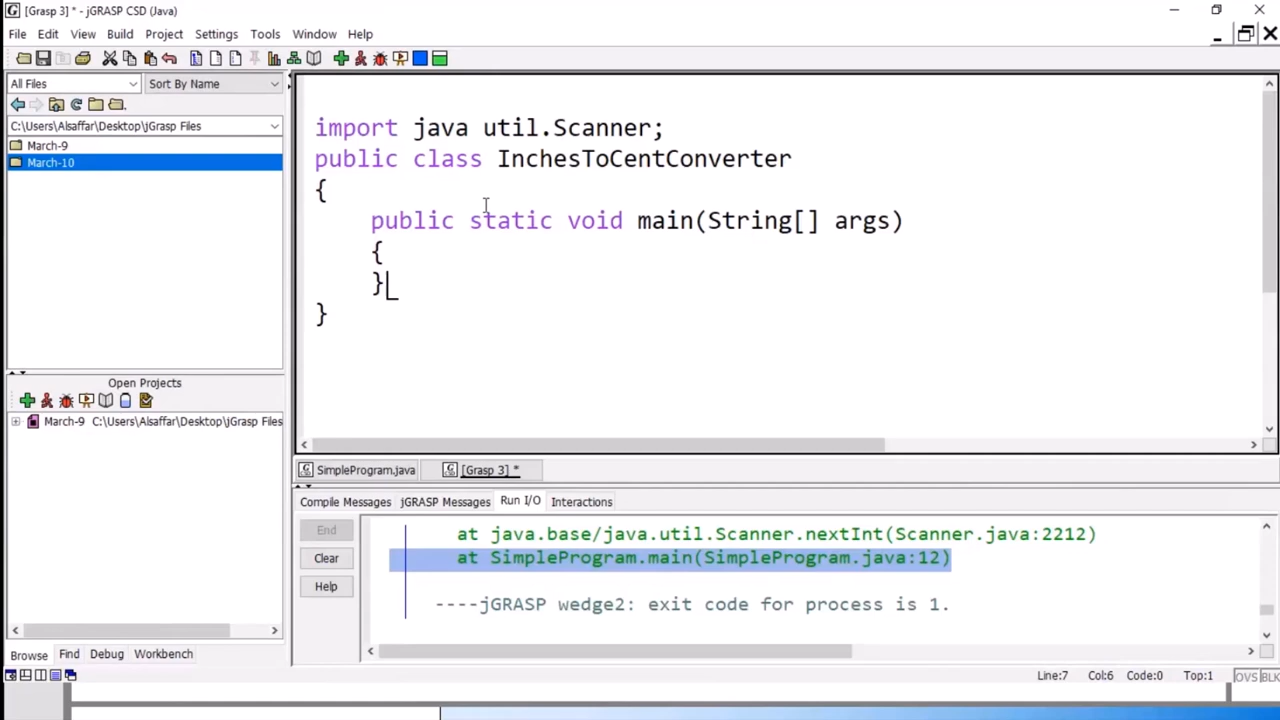 [Grasp 3] * - jGRASP CSD (Java)
File Edit View Build Project Settings Tools Window Help
All Files
Sort By Name
C:\Users\Alsaffar\Desktop\jGrasp Files
March-9
March-10
Open Projects
March-9 C:\Users\Alsaffar\Desktop\jGrasp Files
Browse Find Debug Workbench
import java util.Scanner;
public class InchesToCentConverter
{
public static void main(String[] args)
{
}
}
SimpleProgram.java [Grasp 3] *
Compile Messages jGRASP Messages Run I/O Interactions
End
Clear
Help
at java.base/java.util.Scanner.nextInt(Scanner.java:2212)
at SimpleProgram.main(SimpleProgram.java:12)
----jGRASP wedge2: exit code for process is 1.
Line:7 Col:6 Code:0 Top:1 OVS BLK